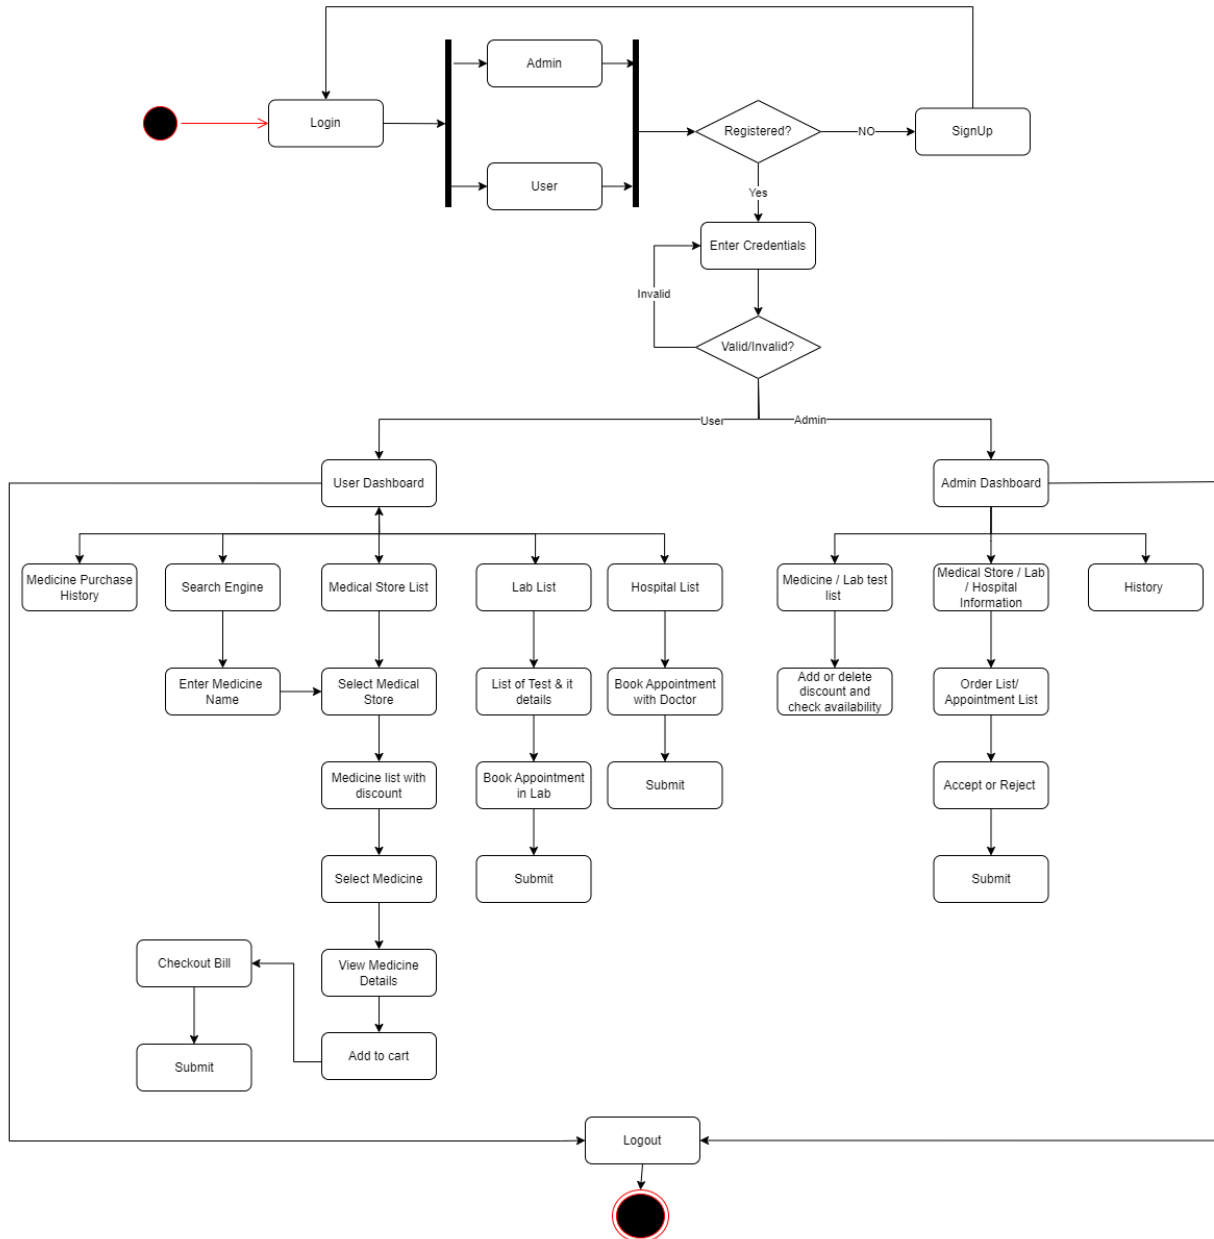 Admin
Login
Registered?
NO
SignUp
User
Yes
Enter Credentials
Invalid
Valid/Invalid?
User
Admin
User Dashboard
Admin Dashboard
Medicine Purchase
History
Search Engine
Medical Store List
Lab List
Hospital List
Medicine / Lab test
list
Medical Store / Lab
/ Hospital
Information
History
Enter Medicine
Name
Select Medical
Store
List of Test & it
details
Book Appointment
with Doctor
Add or delete
discount and
check availability
Order List/
Appointment List
Medicine list with
discount
Book Appointment
in Lab
Submit
Accept or Reject
Select Medicine
Submit
Submit
Checkout Bill
View Medicine
Details
Submit
Add to cart
Logout